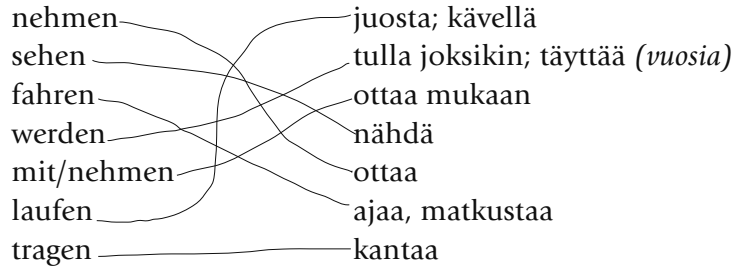 nehmen juosta; kävellä
sehen tulla joksikin; täyttää (vuosia)
fahren ottaa mukaan
werden nähdä
mit/nehmen ottaa
laufen ajaa, matkustaa
tragen kantaa